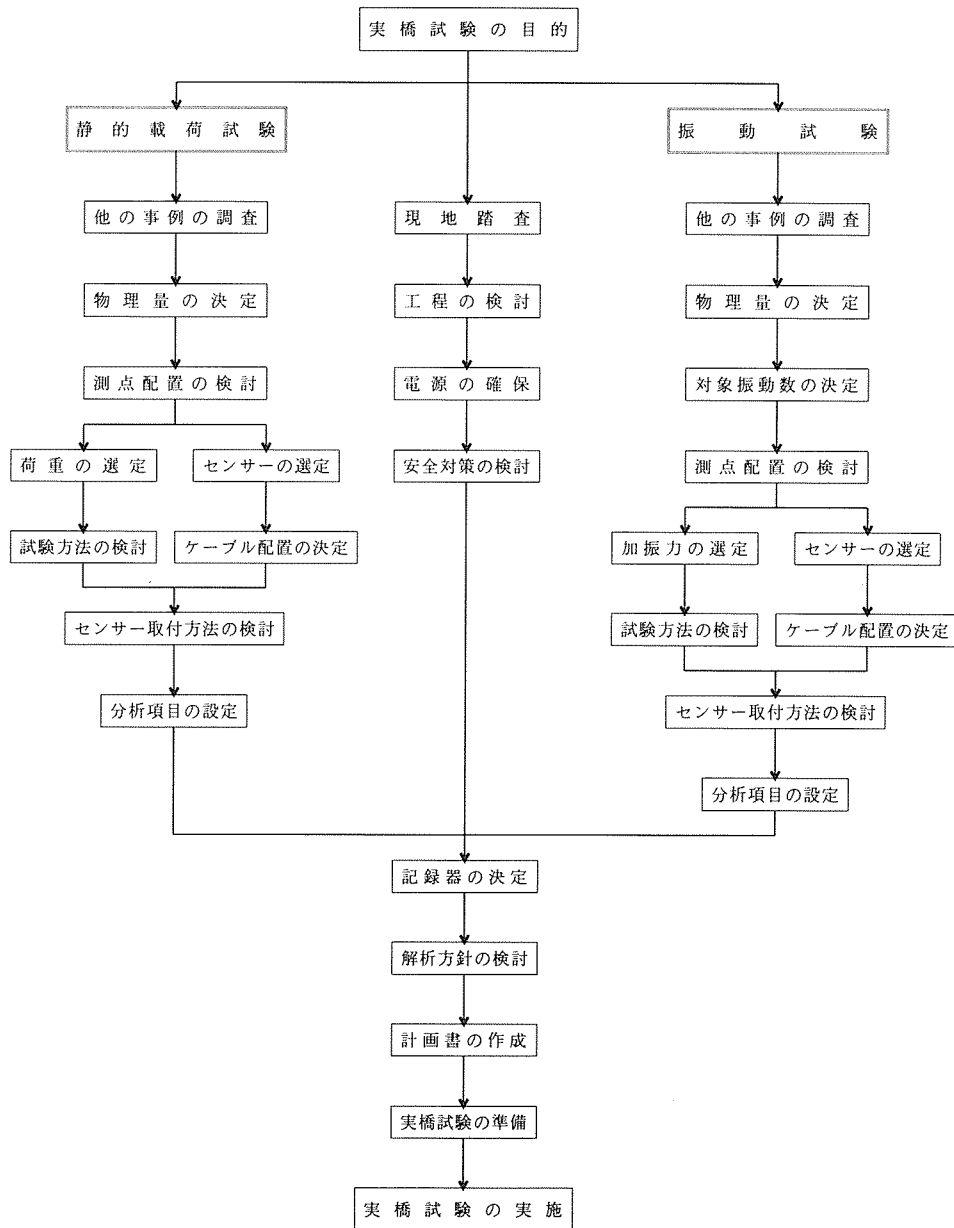 実橋試験の目的
静的載荷試験
振動試験
他の事例の調査
現地踏査
他の事例の調査
物理量の決定
工程の検討
物理量の決定
測点配置の検討
電源の確保
対象振動数の決定
荷重の選定
センサーの選定
安全対策の検討
測点配置の検討
試験方法の検討
ケーブル配置の決定
加振力の選定
センサーの選定
センサー取付方法の検討
試験方法の検討
ケーブル配置の決定
分析項目の設定
センサー取付方法の検討
分析項目の設定
記録器の決定
解析方針の検討
計画書の作成
実橋試験の準備
実橋試験の実施